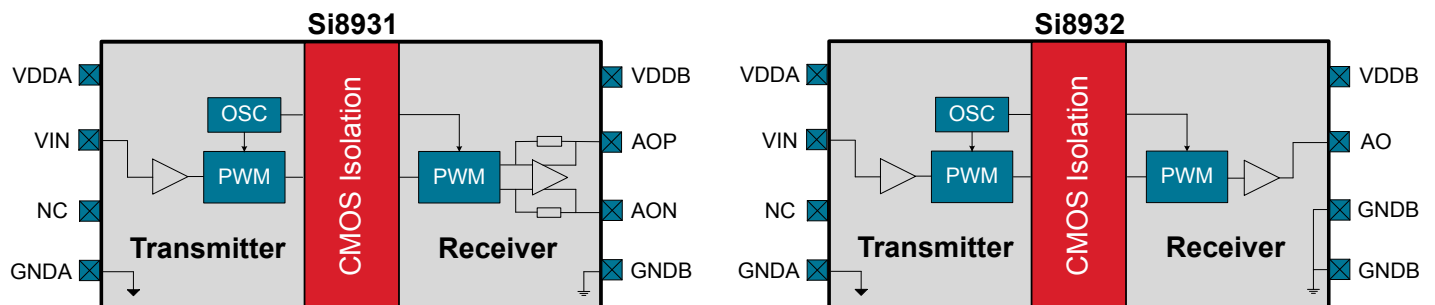 Si8931
VDDA
VIN
NC
GNDA
OSC
PWM
Transmitter
CMOS Isolation
PWM
Receiver
VDDB
AOP
AON
GNDB
Si8932
VDDA
VIN
NC
GNDA
OSC
PWM
Transmitter
CMOS Isolation
PWM
Receiver
VDDB
AO
GNDB
GNDB